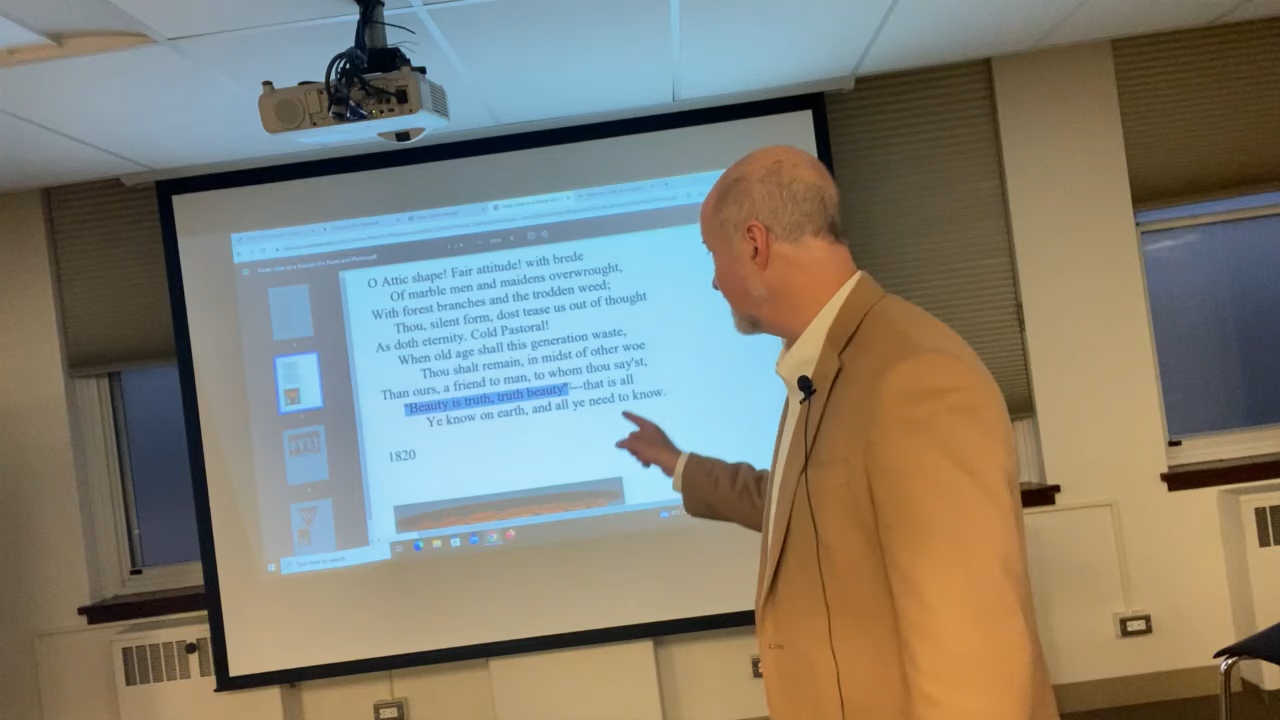 O Attic shape! Fair attitude! with brede
Of marble men and maidens overwrought,
With forest branches and the trodden weed;
Thou, silent form, dost tease us out of thought
As doth eternity. Cold Pastoral!
When old age shall this generation waste,
Thou shalt remain, in midst of other woe
Than ours, a friend to man, to whom thou say'st,
"Beauty is truth, truth beauty"—that is all
Ye know on earth, and all ye need to know.
1820
Type here to search